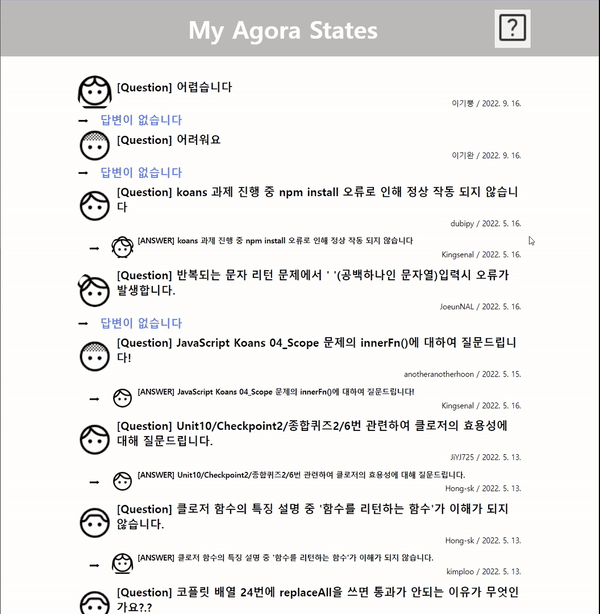 My Agora States
?
[Question] 어렵습니다
이기뿡 / 2022. 9. 16.
→ 답변이 없습니다
[Question] 어려워요
이기완 / 2022. 9. 16.
→ 답변이 없습니다
[Question] koans 과제 진행 중 npm install 오류로 인해 정상 작동 되지 않습니
다
dubipy / 2022. 5. 16.
→ [ANSWER] koans 과제 진행 중 npm install 오류로 인해 정상 작동 되지 않습니다
Kingsenal / 2022. 5. 16.
[Question] 반복되는 문자 리턴 문제에서 ' '(공백하나인 문자열)입력시 오류가
발생합니다.
JoeunNAL / 2022. 5. 16.
→ 답변이 없습니다
[Question] JavaScript Koans 04_Scope 문제의 innerFn()에 대하여 질문드립니
다!
anotheranotherhoon / 2022. 5. 15.
→ [ANSWER] JavaScript Koans 04_Scope 문제의 innerFn()에 대하여 질문드립니다!
Kingsenal / 2022. 5. 16.
[Question] Unit10/Checkpoint2/종합퀴즈2/6번 관련하여 클로저의 효용성에
대해 질문드립니다.
JiYJ725 / 2022. 5. 13.
→ [ANSWER] Unit10/Checkpoint2/종합퀴즈2/6번 관련하여 클로저의 효용성에 대해 질문드립니다.
Hong-sk / 2022. 5. 13.
[Question] 클로저 함수의 특징 설명 중 '함수를 리턴하는 함수'가 이해가 되지
않습니다.
Hong-sk / 2022. 5. 13.
→ [ANSWER] 클로저 함수의 특징 설명 중 '함수를 리턴하는 함수'가 이해가 되지 않습니다.
kimploo / 2022. 5. 13.
[Question] 코플릿 배열 24번에 replaceAll을 쓰면 통과가 안되는 이유가 무엇인
가요?.?